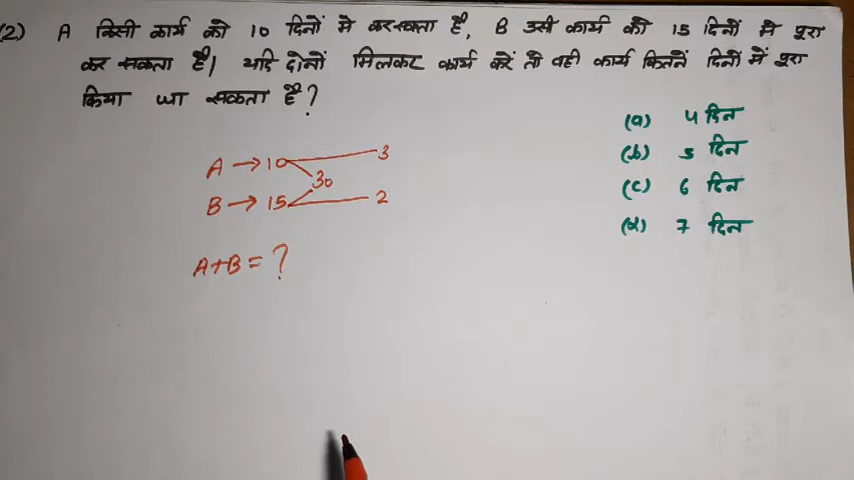 (2) A किसी कार्य को 10 दिनों मे कर सकता है, B उसी कार्य को 15 दिनों मे पूरा
कर सकता है। यदि दोनों मिलकर कार्य करें तो वही कार्य कितनें दिनों में पूरा
किया जा सकता है?
(a) 4 दिन
(b) 5 दिन
(c) 6 दिन
(d) 7 दिन
A → 10 3
30
B → 15 2
A+B = ?